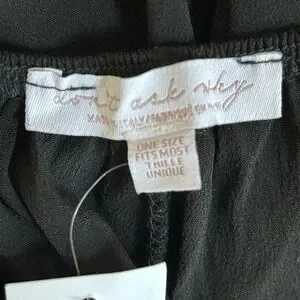 don't ask why
ONE SIZE
FITS MOST
TAILLE
UNIQUE